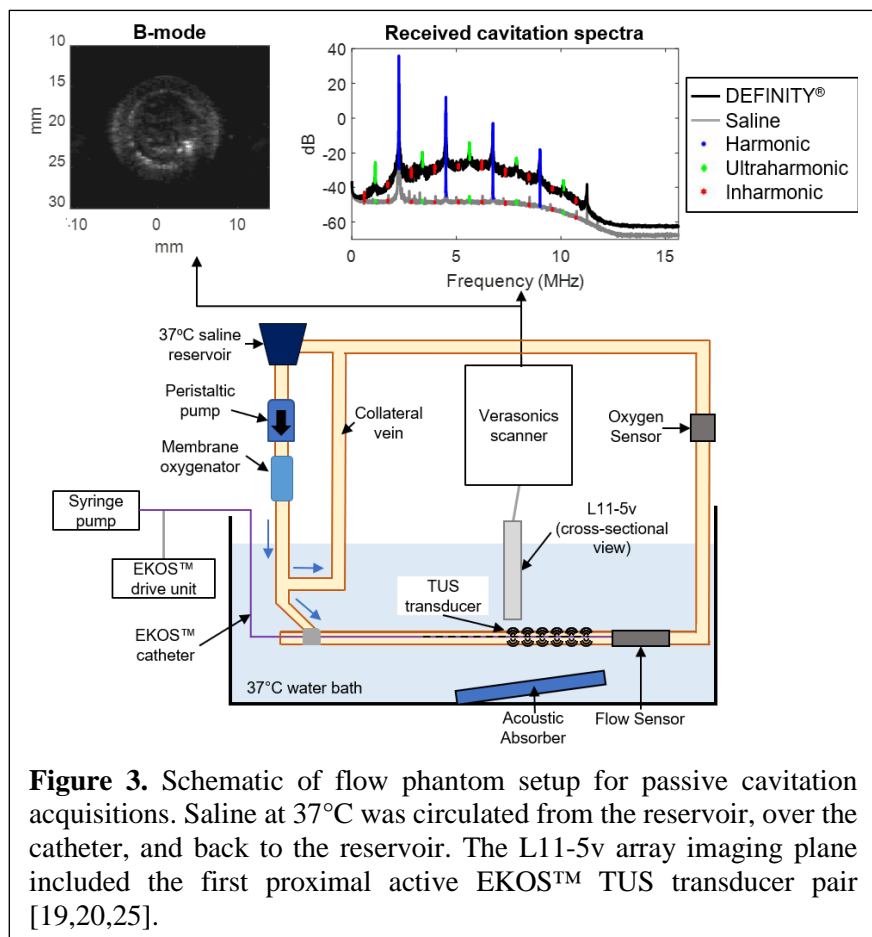 B-mode
Received cavitation spectra
10
15
20
25
30
mm
-10
0
10
mm
40
20
0
-20
-40
-60
dB
0
5
10
15
Frequency (MHz)
DEFINITY®
Saline
Harmonic
Ultraharmonic
Inharmonic
37°C saline
reservoir
Peristaltic
pump
Membrane
oxygenator
Collateral
vein
Verasonics
scanner
Oxygen
Sensor
Syringe
pump
EKOS™
drive unit
L11-5v
(cross-sectional
view)
TUS
transducer
EKOS™
catheter
37°C water bath
Acoustic
Absorber
Flow Sensor
Figure 3. Schematic of flow phantom setup for passive cavitation
acquisitions. Saline at 37°C was circulated from the reservoir, over the
catheter, and back to the reservoir. The L11-5v array imaging plane
included the first proximal active EKOS™ TUS transducer pair
[19,20,25].